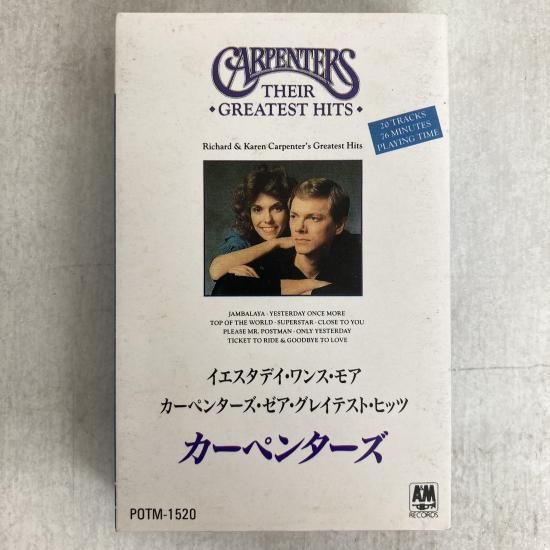 CARPENTERS
THEIR
GREATEST HITS
20 TRACKS
76 MINUTES
PLAYING TIME
Richard & Karen Carpenter's Greatest Hits
JAMBALAYA · YESTERDAY ONCE MORE
TOP OF THE WORLD · SUPERSTAR · CLOSE TO YOU
PLEASE MR. POSTMAN · ONLY YESTERDAY
TICKET TO RIDE & GOODBYE TO LOVE
イエスタデイ・ワンス・モア
カーペンターズ・ゼア・グレイテスト・ヒッツ
カーペンターズ
A&M
RECORDS
POTM-1520